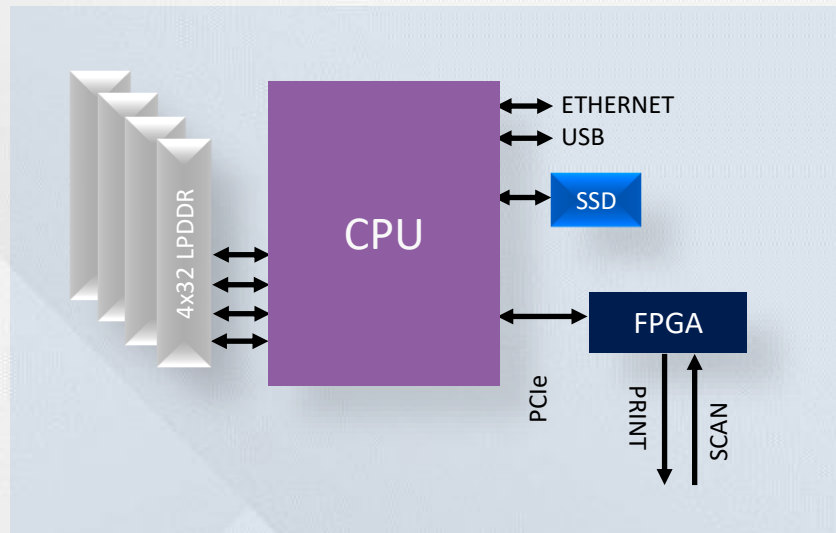 ETHERNET
USB
SSD
CPU
4x32 LPDDR
FPGA
PCIe
PRINT
SCAN